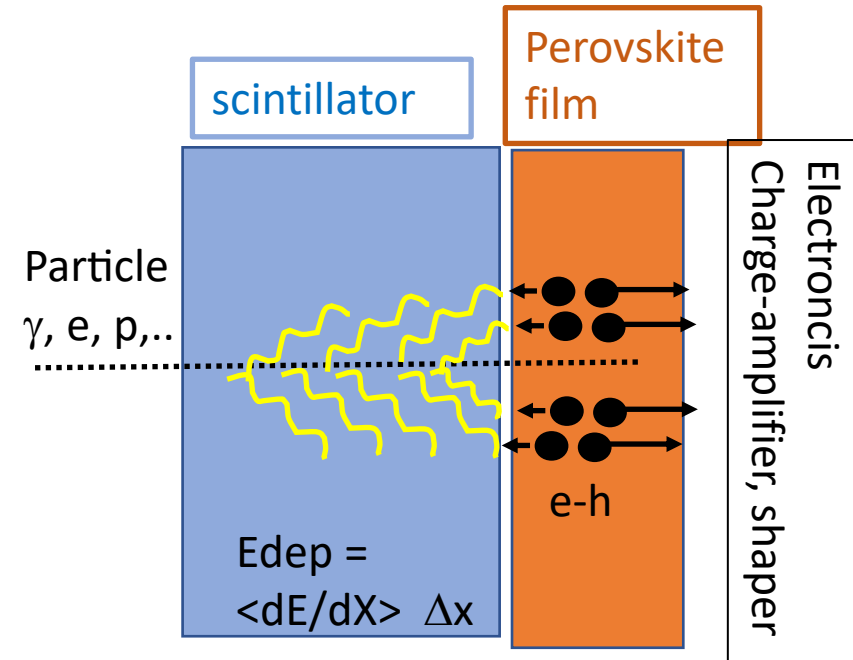 scintillator
Perovskite
film
Particle
γ, e, p,..
e-h
Edep =
<dE/dX> Δx
Electroncis
Charge-amplifier, shaper